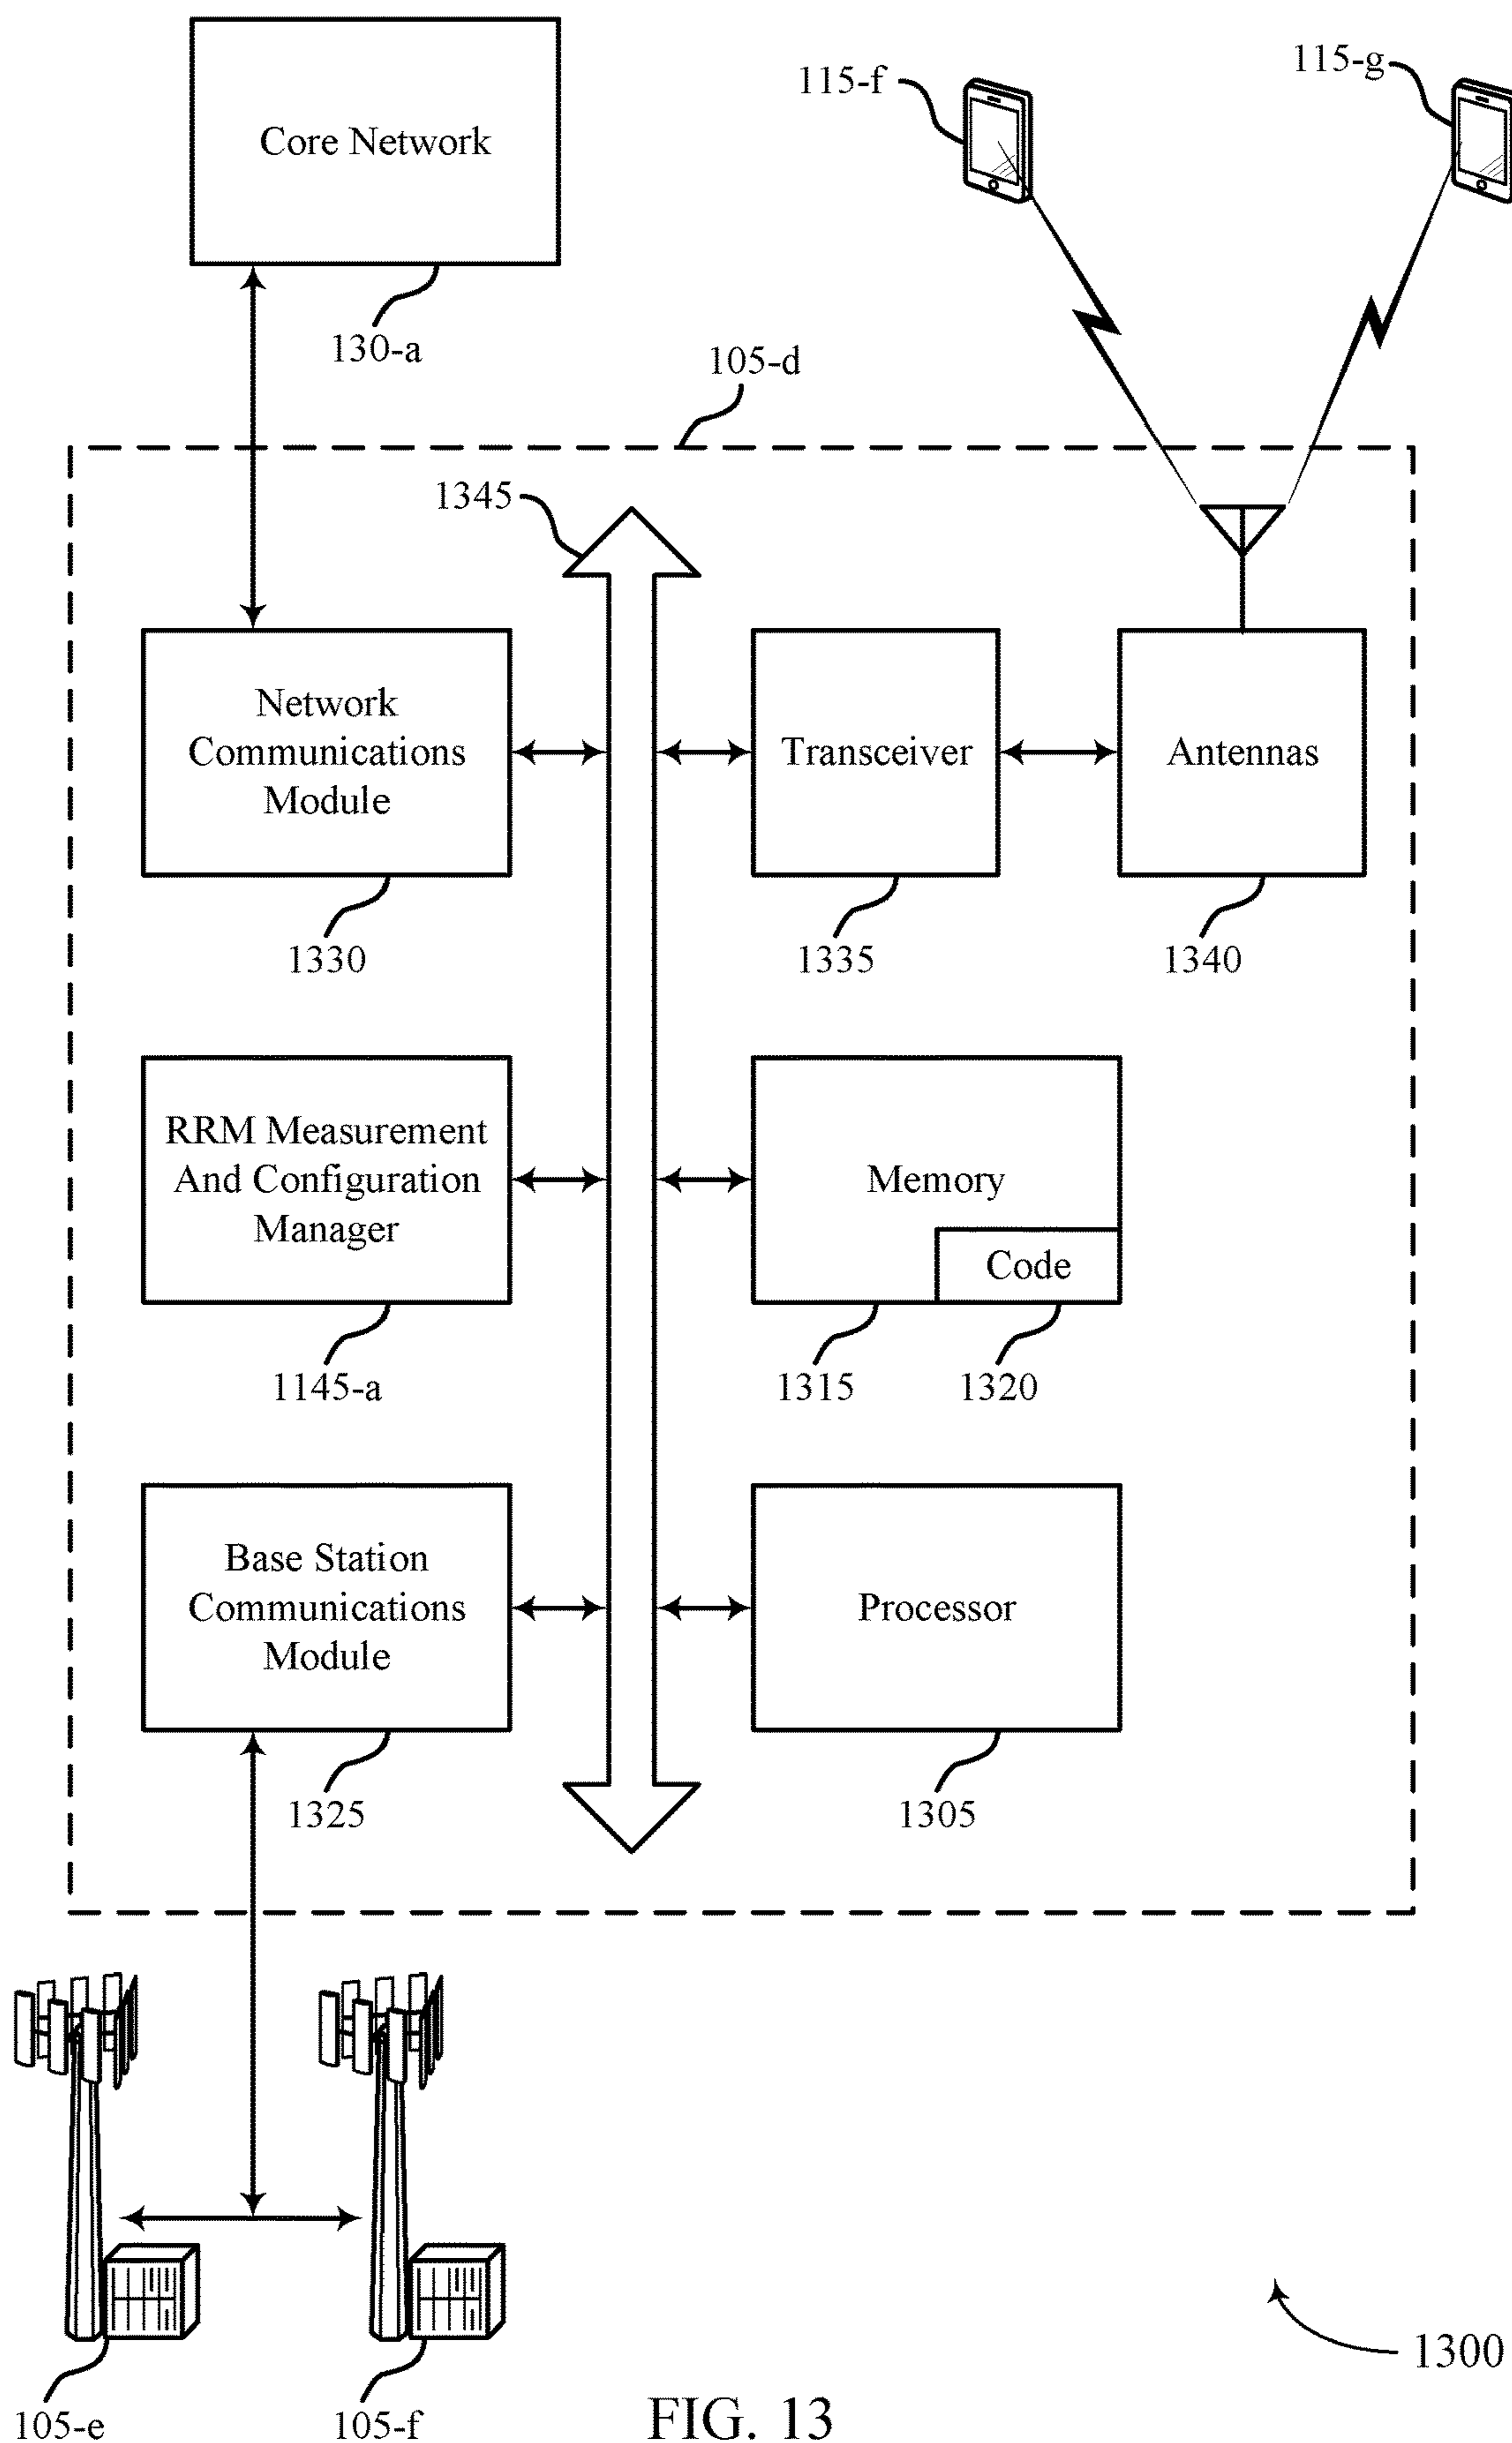 Core Network
130-a
115-f
115-g
105-d
1345
Network
Communications
Module
1330
Transceiver
1335
Antennas
1340
RRM Measurement
And Configuration
Manager
1145-a
Memory
Code
1315
1320
Base Station
Communications
Module
1325
Processor
1305
105-e
105-f
1300
FIG. 13